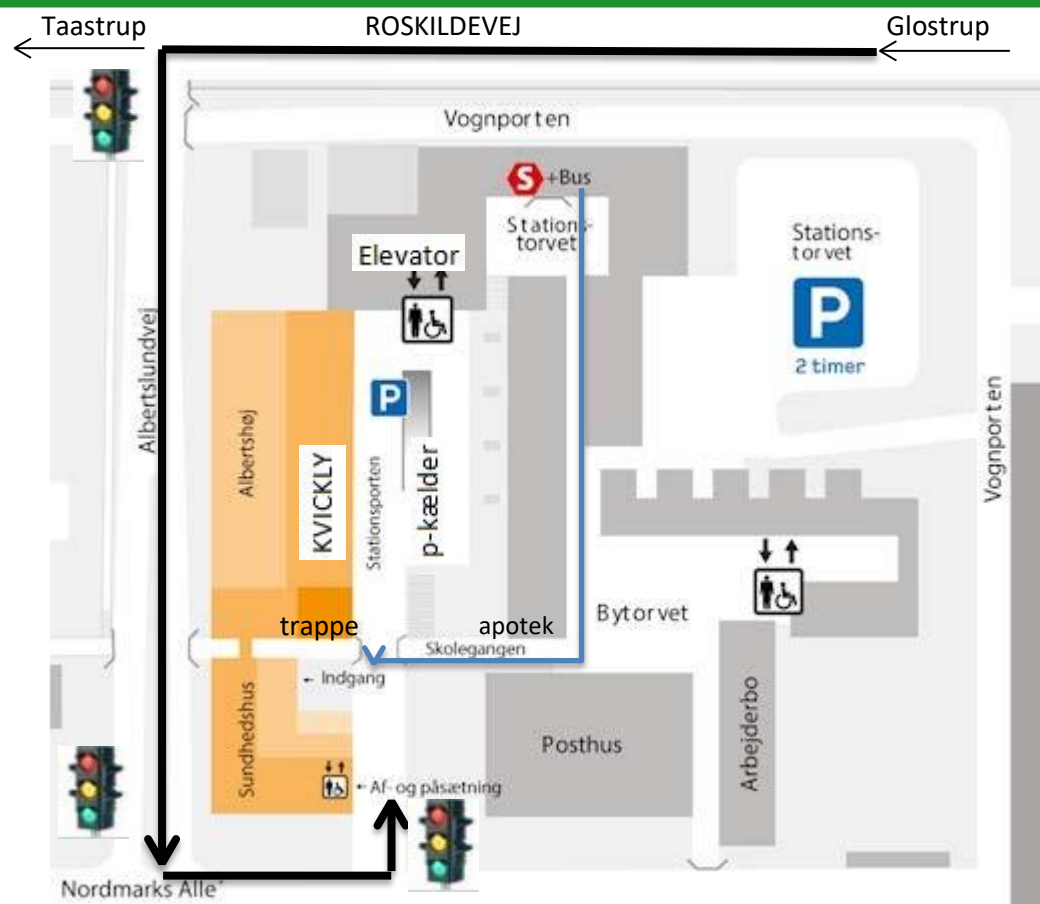 Taastrup
ROSKILDEVEJ
Glostrup
Vognporten
S +Bus
Stations-
torvet
Elevator
Stations-
torvet
P
2 timer
Albertslundvej
Albertshøj
KVICKLY
P
Stationsporten
p-kælder
Vognporten
Bytorvet
trappe
apotek
Skolegangen
← Indgang
Sundhedshus
Posthus
Arbejderbo
← Af- og påsætning
Nordmarks Alle´